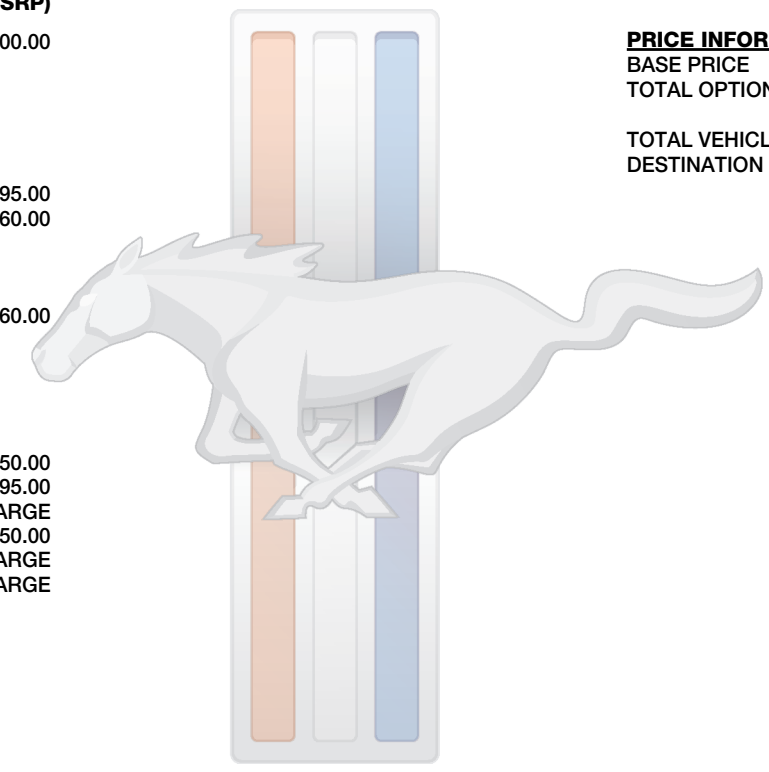 SRP)
00.00
95.00
60.00
60.00
50.00
95.00
ARGE
50.00
ARGE
ARGE
PRICE INFOR
BASE PRICE
TOTAL OPTION
TOTAL VEHICL
DESTINATION